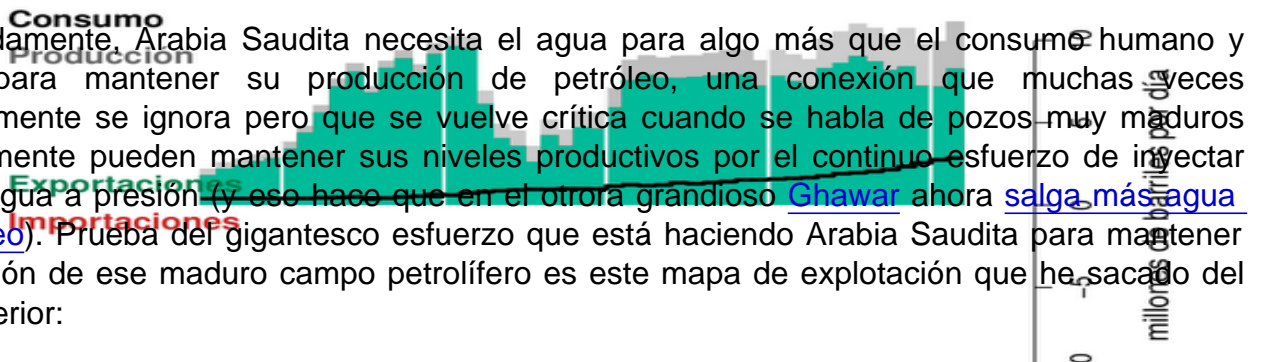 Consumo
damente, Arabia Saudita necesita el agua para algo más que el consumo humano y
Producción
para mantener su producción de petróleo, una conexión que muchas veces
mente se ignora pero que se vuelve crítica cuando se habla de pozos muy maduros
mente pueden mantener sus niveles productivos por el continuo esfuerzo de inyectar
Exportaciones
gua a presión (y eso hace que en el otrora grandioso Ghawar ahora salga más agua
Importaciones
eo). Prueba del gigantesco esfuerzo que está haciendo Arabia Saudita para mantener
ón de ese maduro campo petrolífero es este mapa de explotación que he sacado del
erior:
millones de barriles por día
10
5
0
-5